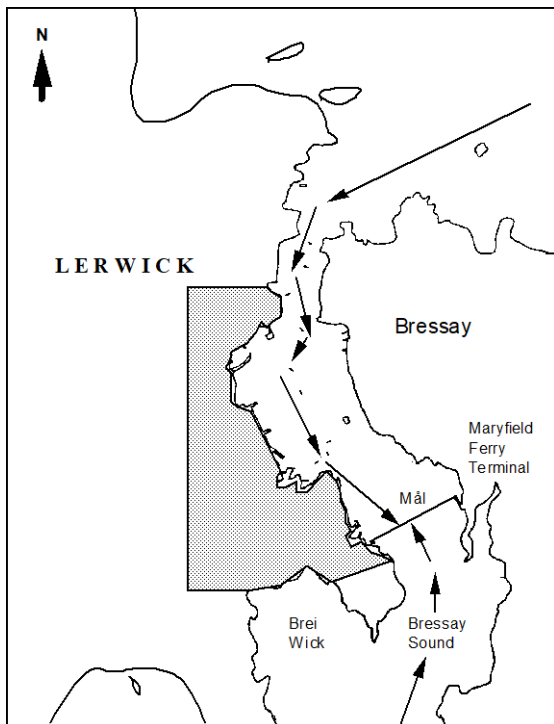 N
LERWICK
Bressay
Maryfield
Ferry
Terminal
Mål
Brei
Wick
Bressay
Sound